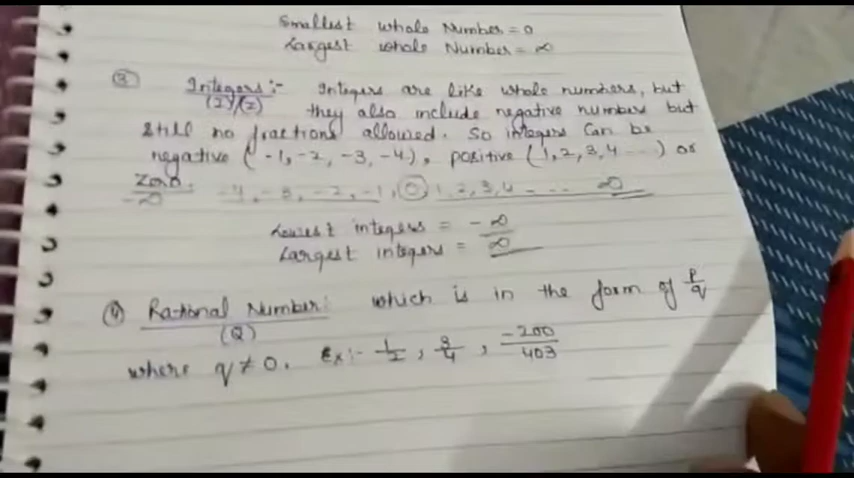 Smallest whole Number = 0
Largest whole Number = ∞
③ Integers :- Integers are like whole numbers, but
(I)/(Z) they also include negative numbers but
still no fractions allowed. So integers can be
negative (-1, -2, -3, -4), positive (1, 2, 3, 4 ----) or
Zero.
-∞ -4, -3, -2, -1, 0, 1, 2, 3, 4 - - -- ∞
Lowest integers = -∞
Largest integers = ∞
④ Rational Number: which is in the form of p/q
(Q)
where q ≠ 0. Ex:- 1/2, 3/4, -200/403